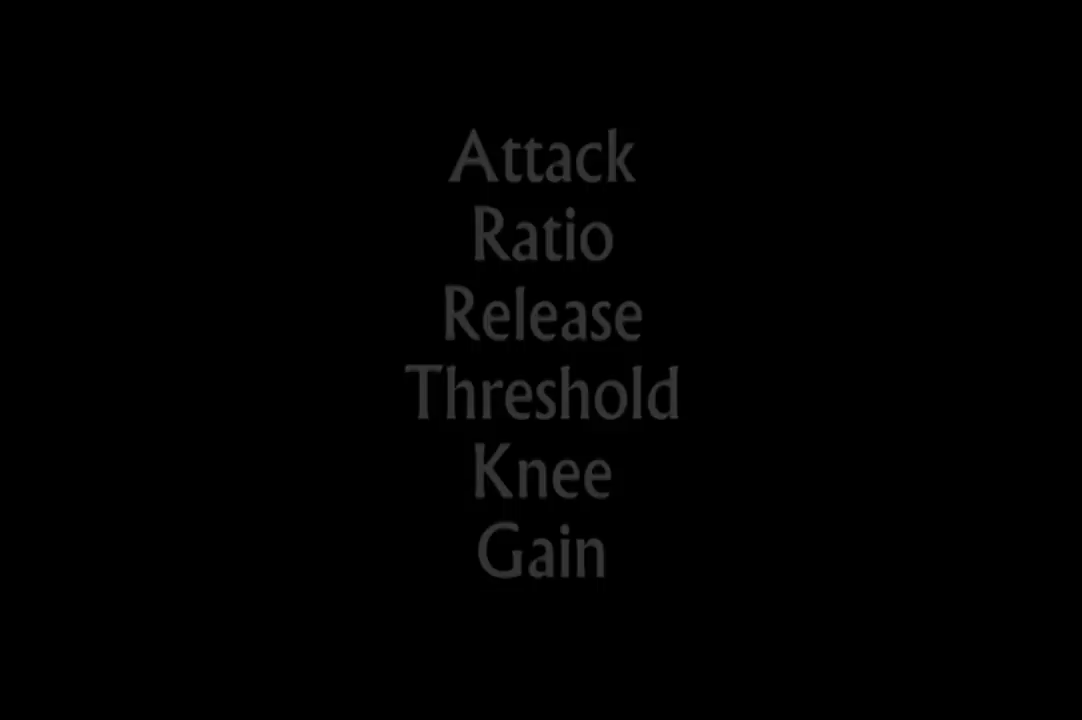 Attack
Ratio
Release
Threshold
Knee
Gain